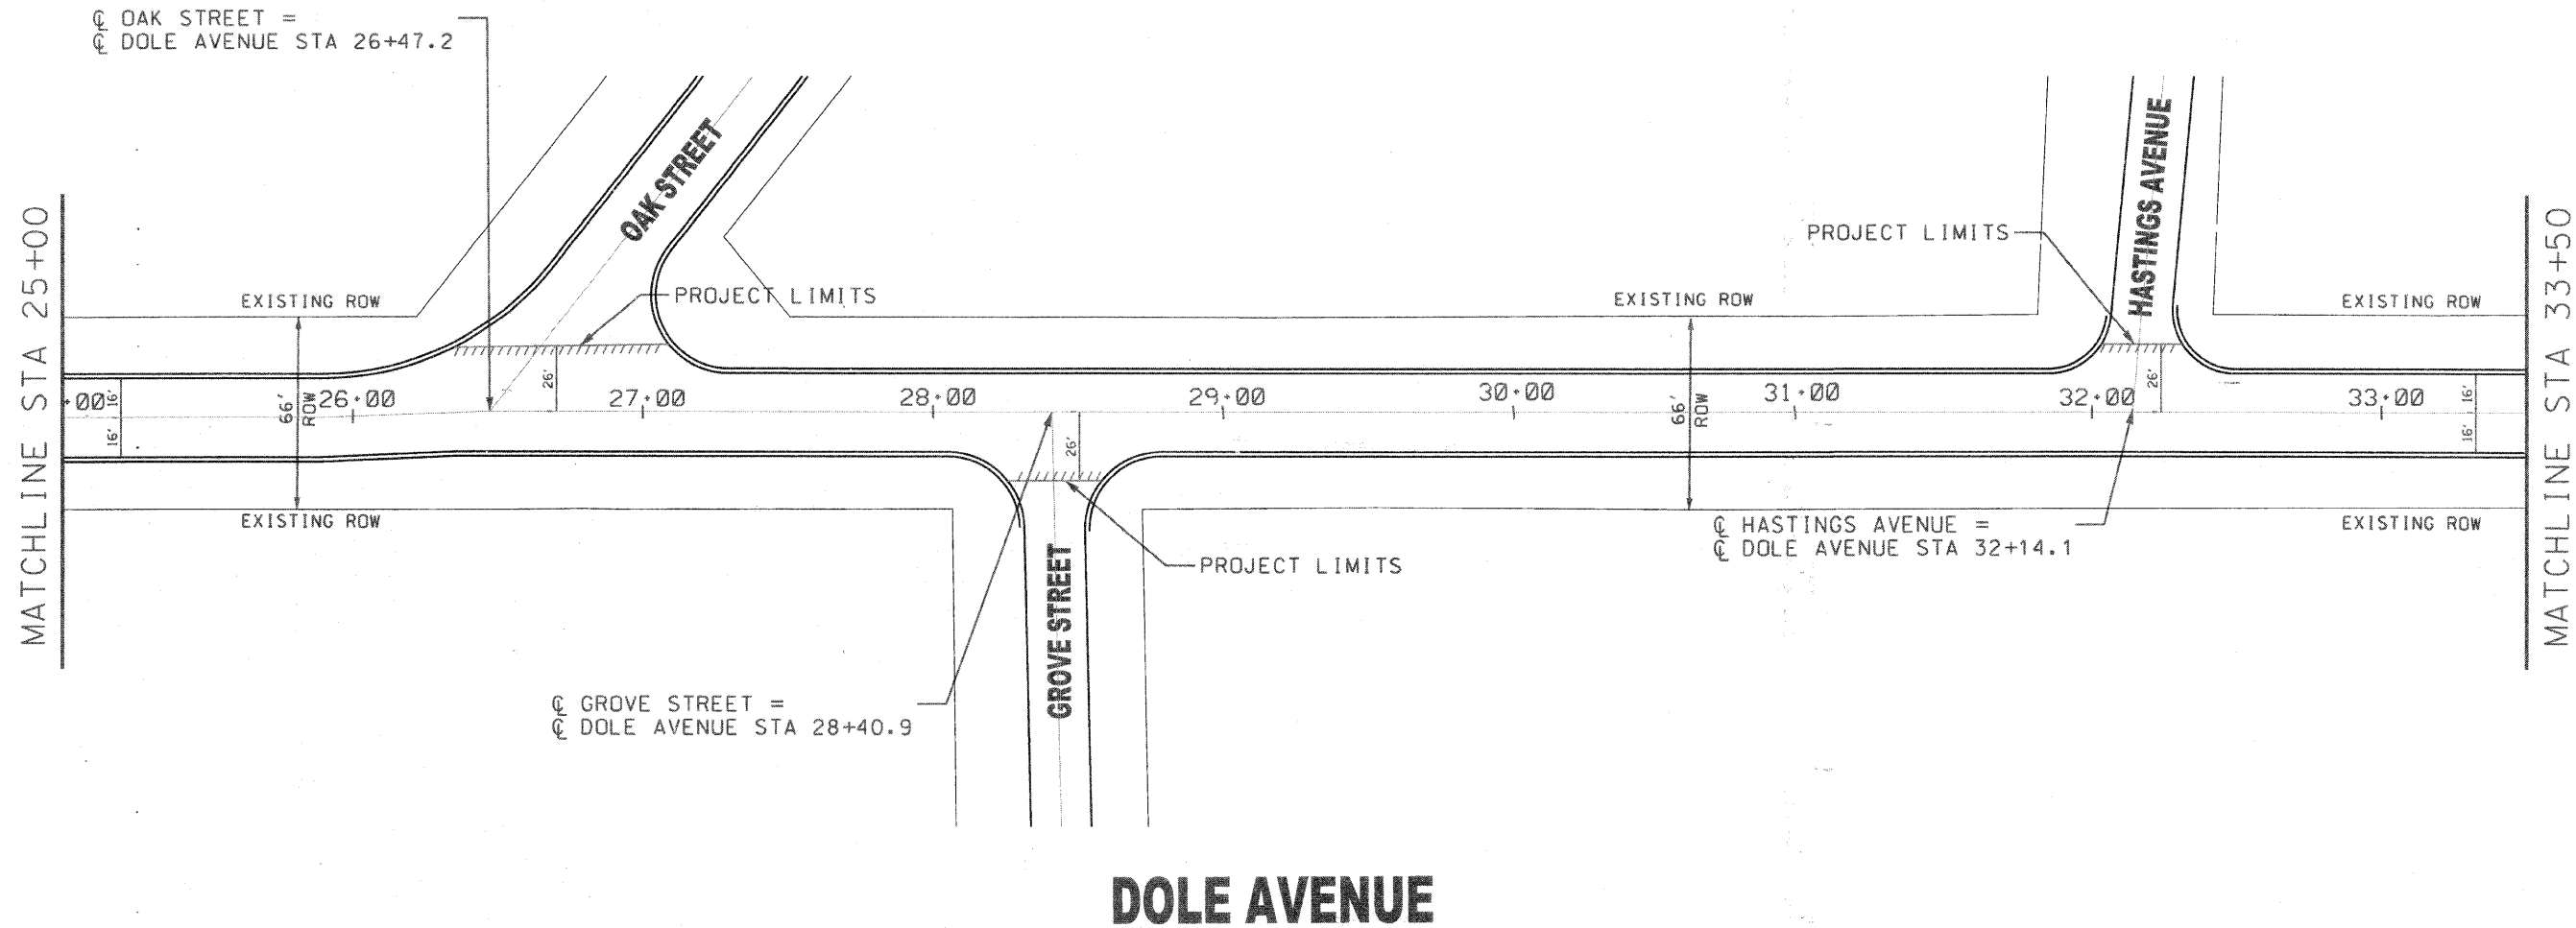 ℄ OAK STREET =
℄ DOLE AVENUE STA 26+47.2
MATCHLINE STA 25+00
OAK STREET
HASTINGS AVENUE
PROJECT LIMITS
EXISTING ROW
PROJECT LIMITS
EXISTING ROW
EXISTING ROW
MATCHLINE STA 33+50
+00
16'
16'
66'
ROW
26+00
26'
27+00
28+00
26'
29+00
30+00
66'
ROW
31+00
32+00
26'
33+00
16'
16'
EXISTING ROW
℄ HASTINGS AVENUE =
℄ DOLE AVENUE STA 32+14.1
EXISTING ROW
PROJECT LIMITS
GROVE STREET
℄ GROVE STREET =
℄ DOLE AVENUE STA 28+40.9
DOLE AVENUE